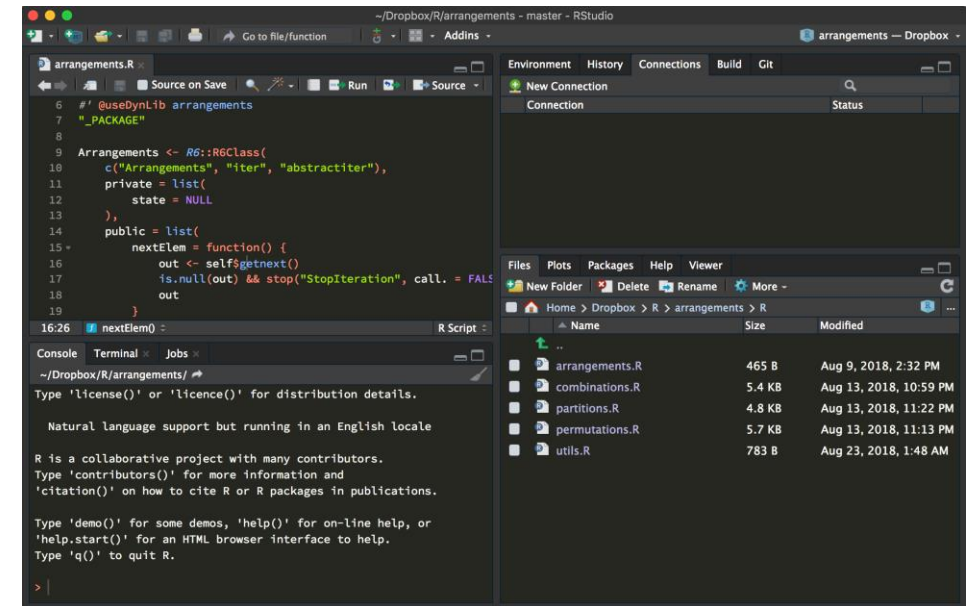 ~/Dropbox/R/arrangements - master - RStudio
Go to file/function Addins arrangements — Dropbox
arrangements.R
Source on Save Run Source
6 #' @useDynLib arrangements
7 "_PACKAGE"
8
9 Arrangements <- R6::R6Class(
10 c("Arrangements", "iter", "abstractiter"),
11 private = list(
12 state = NULL
13 ),
14 public = list(
15 nextElem = function() {
16 out <- self$getnext()
17 is.null(out) && stop("StopIteration", call. = FALS
18 out
19 }
16:26 nextElem() R Script
Console Terminal Jobs
~/Dropbox/R/arrangements/
Type 'license()' or 'licence()' for distribution details.
Natural language support but running in an English locale
R is a collaborative project with many contributors.
Type 'contributors()' for more information and
'citation()' on how to cite R or R packages in publications.
Type 'demo()' for some demos, 'help()' for on-line help, or
'help.start()' for an HTML browser interface to help.
Type 'q()' to quit R.
>
Environment History Connections Build Git
New Connection
Connection Status
Files Plots Packages Help Viewer
New Folder Delete Rename More
Home > Dropbox > R > arrangements > R ...
Name Size Modified
..
arrangements.R 465 B Aug 9, 2018, 2:32 PM
combinations.R 5.4 KB Aug 13, 2018, 10:59 PM
partitions.R 4.8 KB Aug 13, 2018, 11:22 PM
permutations.R 5.7 KB Aug 13, 2018, 11:13 PM
utils.R 783 B Aug 23, 2018, 1:48 AM